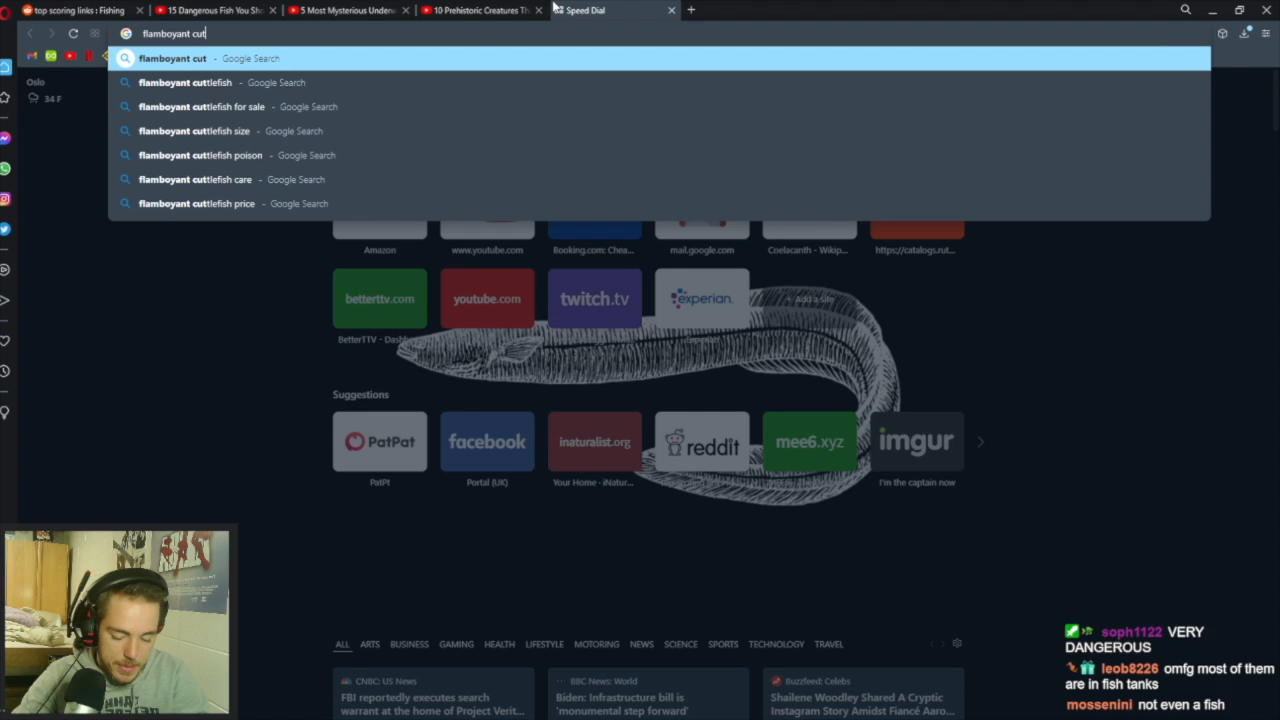 top scoring links : Fishing
15 Dangerous Fish You Sho
5 Most Mysterious Underw
10 Prehistoric Creatures Th
Speed Dial
flamboyant cut
flamboyant cut - Google Search
flamboyant cuttlefish - Google Search
flamboyant cuttlefish for sale - Google Search
flamboyant cuttlefish size - Google Search
flamboyant cuttlefish poison - Google Search
flamboyant cuttlefish care - Google Search
flamboyant cuttlefish price - Google Search
Oslo
34 F
Amazon
www.youtube.com
Booking.com: Chea...
mail.google.com
Coelacanth - Wikip...
https://catalogs.rut...
betterttv.com
youtube.com
twitch.tv
experian.
+ Add a site
BetterTTV - Dashb
Experian
Suggestions
PatPat
facebook
inaturalist.org
reddit
mee6.xyz
imgur
PatPt
Portal (UK)
Your Home · iNatur...
I'm the captain now
ALL ARTS BUSINESS GAMING HEALTH LIFESTYLE MOTORING NEWS SCIENCE SPORTS TECHNOLOGY TRAVEL
CNBC: US News
FBI reportedly executes search
warrant at the home of Project Verit...
BBC News: World
Biden: Infrastructure bill is
'monumental step forward'
Buzzfeed: Celebs
Shailene Woodley Shared A Cryptic
Instagram Story Amidst Fiancé Aaro...
soph1122 VERY
DANGEROUS
leob8226 omfg most of them
are in fish tanks
mossenini not even a fish